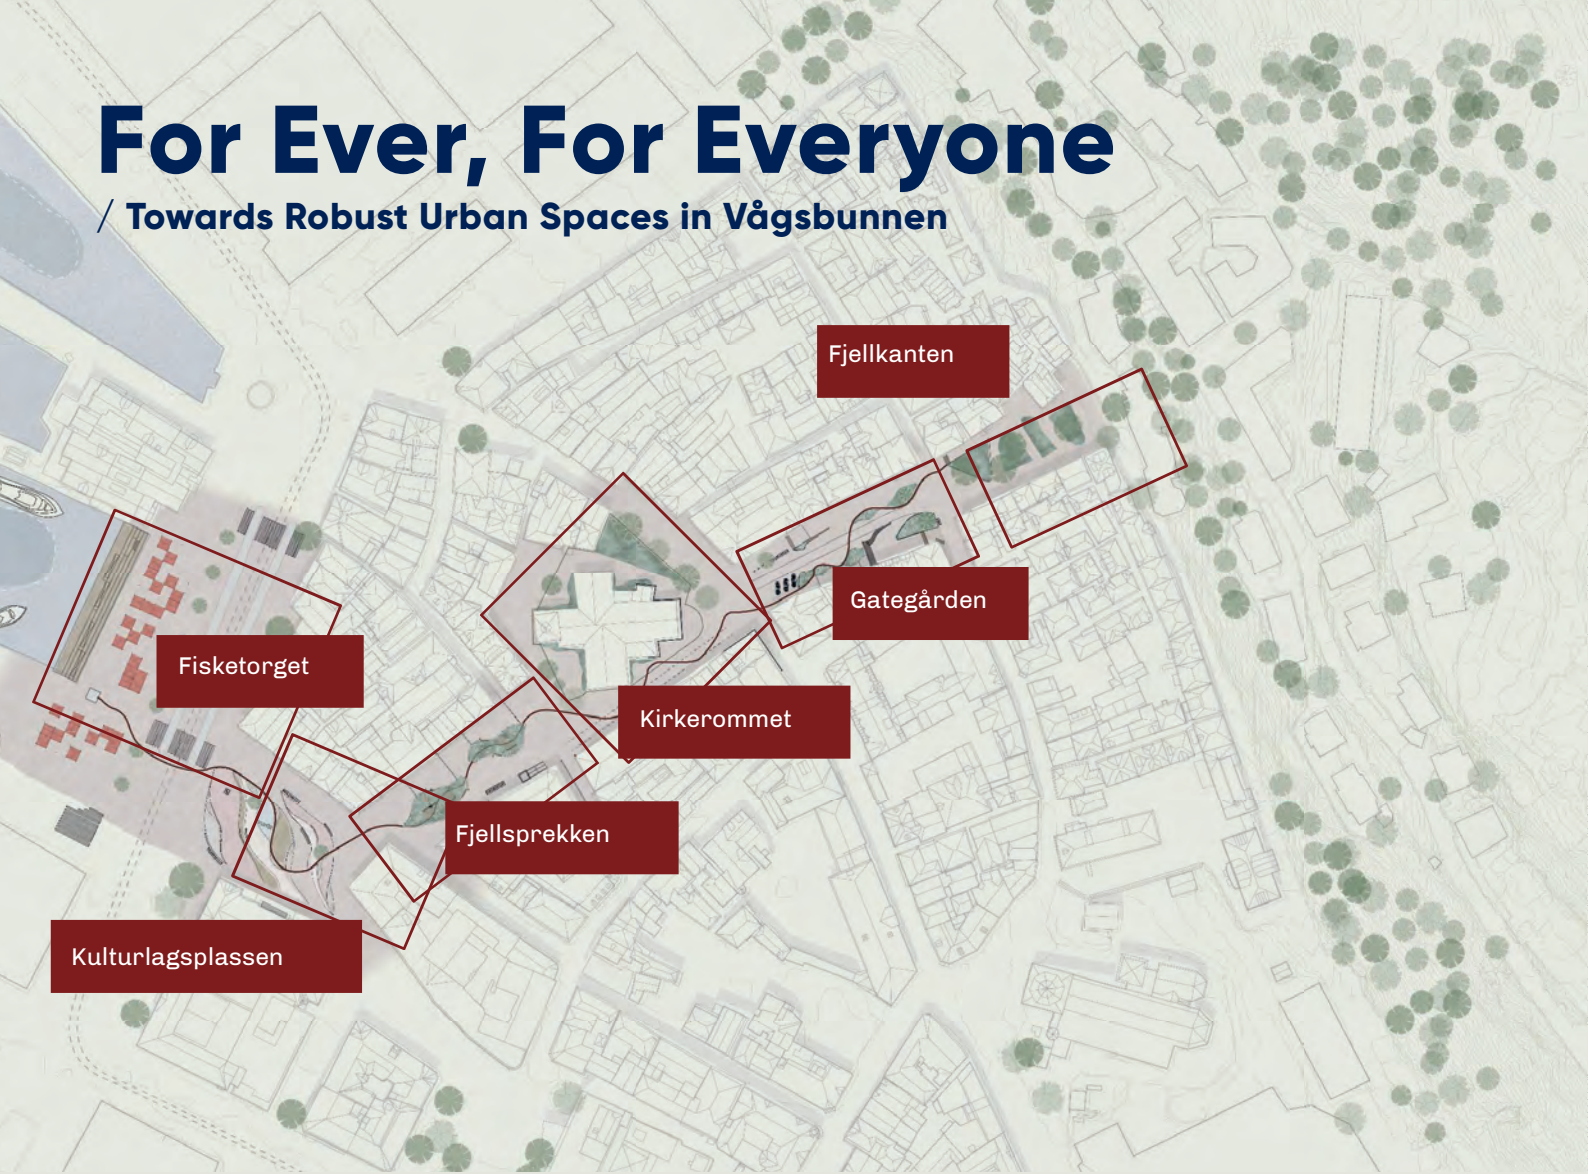 For Ever, For Everyone
/ Towards Robust Urban Spaces in Vågsbunnen
Fjellkanten
Gategården
Fisketorget
Kirkerommet
Fjellsprekken
Kulturlagsplassen